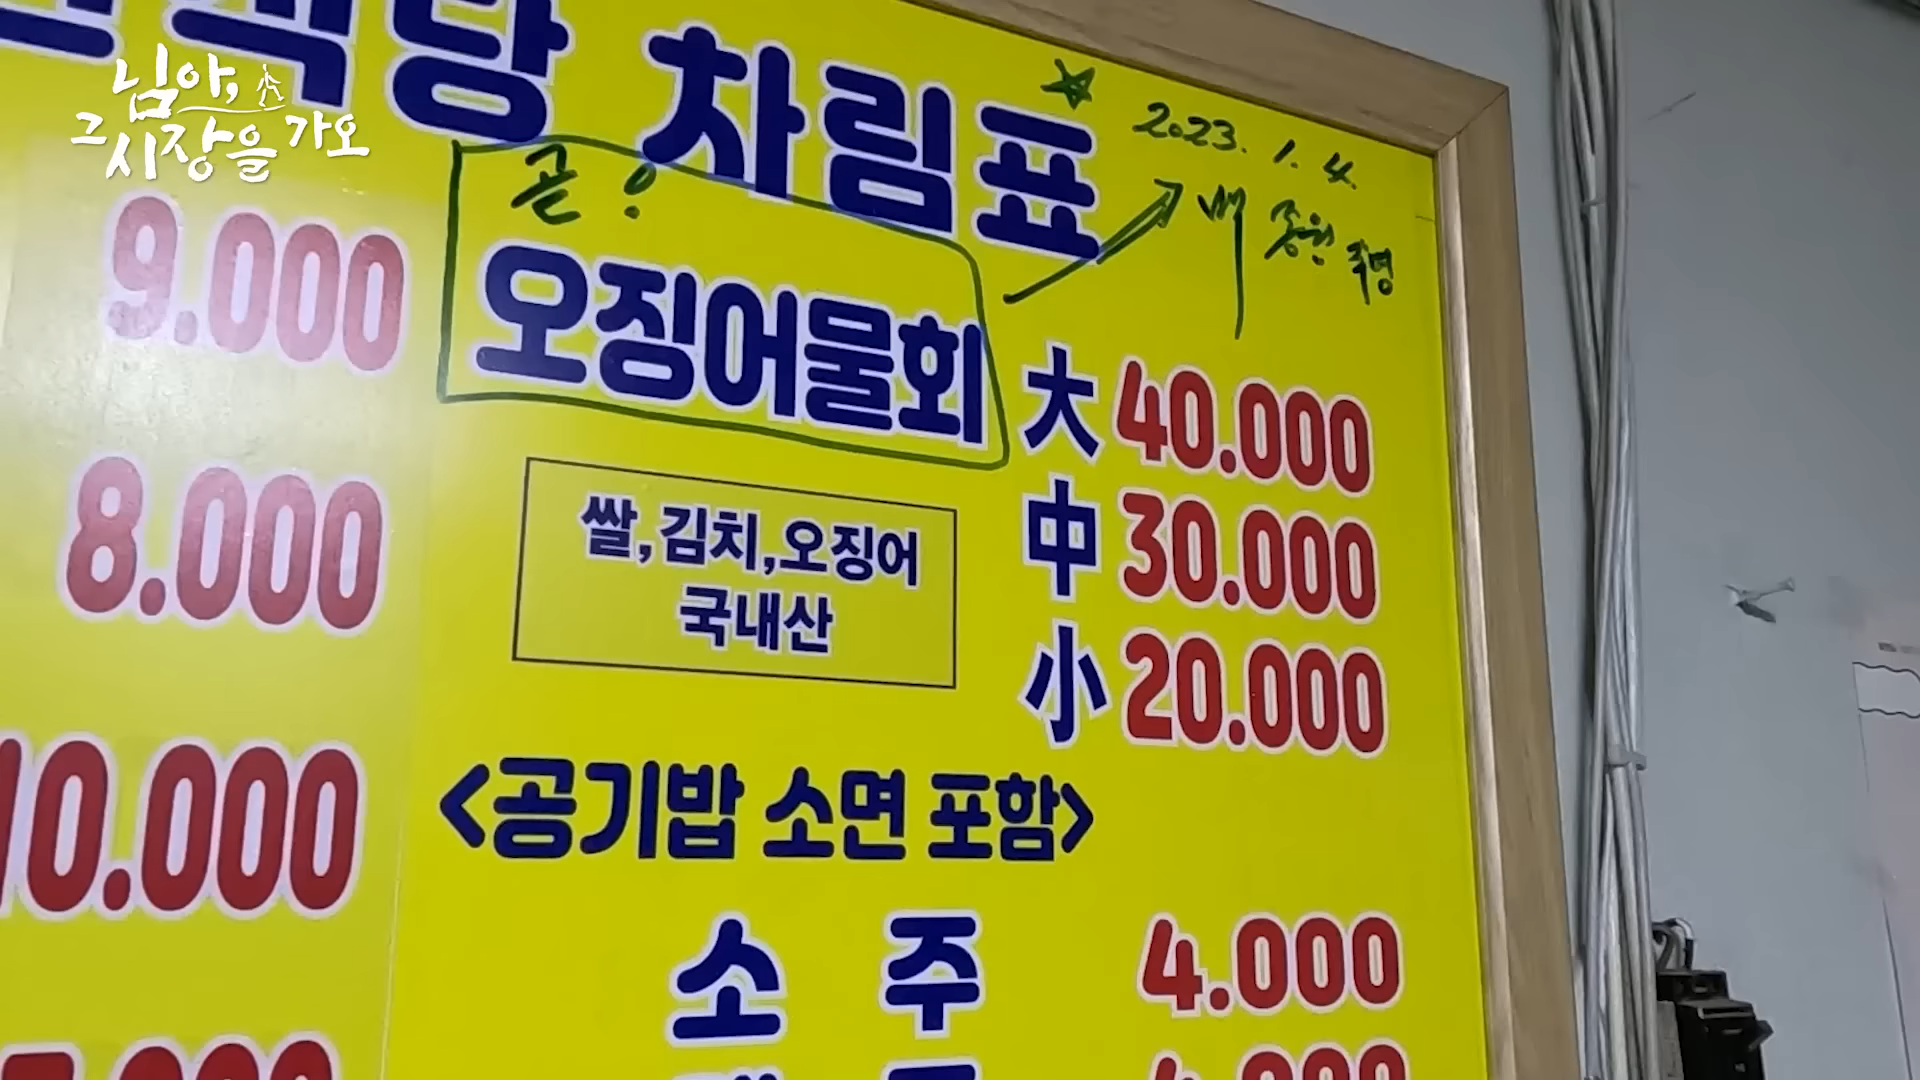 님아,
그 시장을 가오
식당 차림표
2023. 1. 4.
곧!
오징어물회
大 40.000
中 30.000
小 20.000
쌀,김치,오징어
국내산
<공기밥 소면 포함>
소 주 4.000
9.000
8.000
10.000